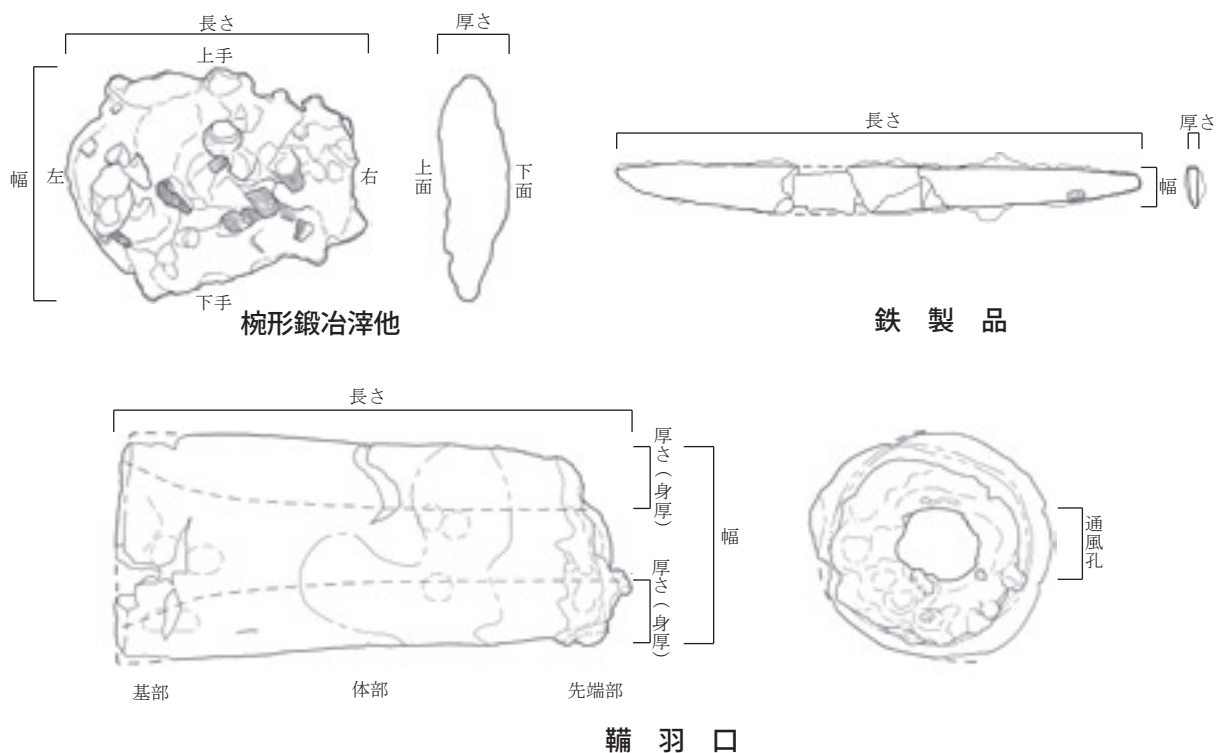 長さ
厚さ
上手
幅
左
右
上面
下面
下手
椀形鍛冶滓他
長さ
厚さ
幅
鉄製品
長さ
厚さ(身厚)
幅
厚さ(身厚)
通風孔
基部
体部
先端部
鞴羽口